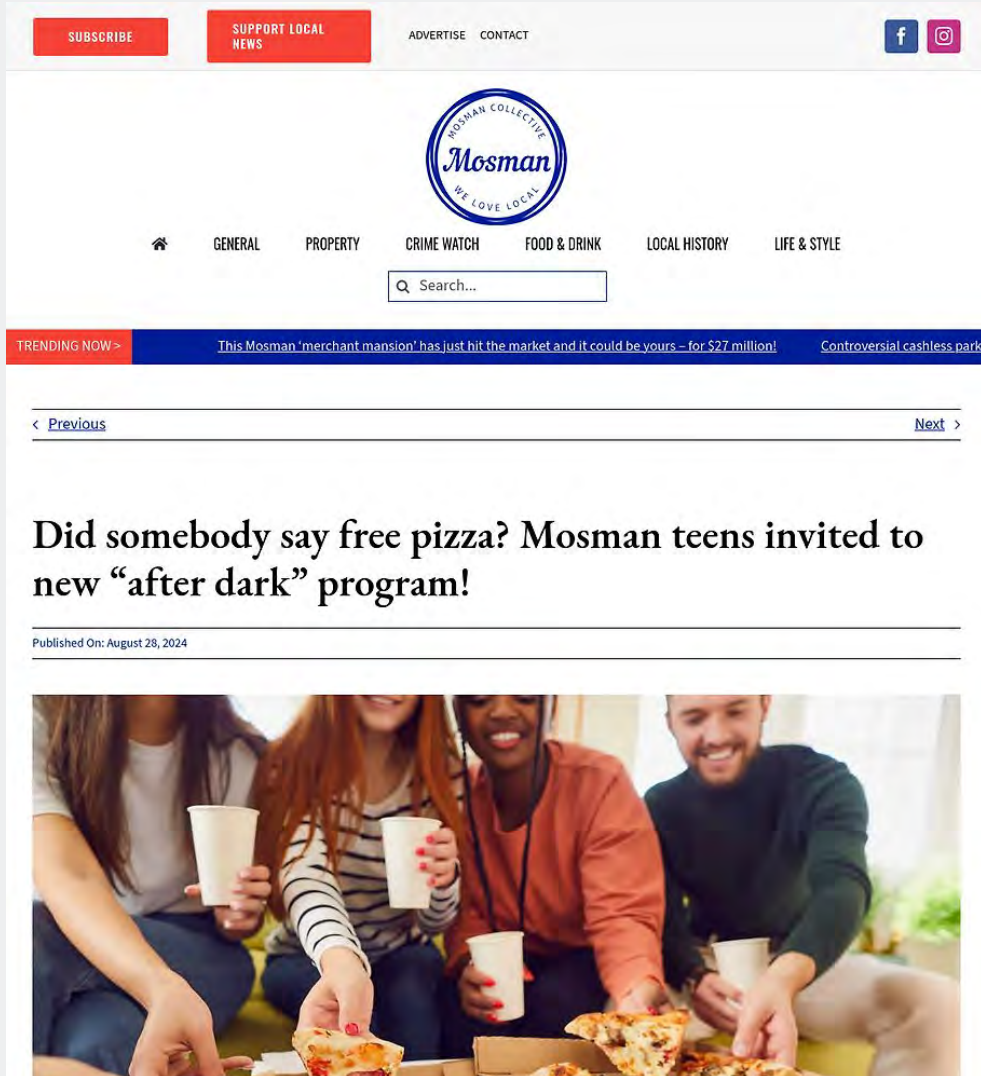 SUBSCRIBE
SUPPORT LOCAL
NEWS
ADVERTISE CONTACT
MOSMAN COLLECTIVE
Mosman
WE LOVE LOCAL
GENERAL PROPERTY CRIME WATCH FOOD & DRINK LOCAL HISTORY LIFE & STYLE
Search...
TRENDING NOW > This Mosman ‘merchant mansion’ has just hit the market and it could be yours – for $27 million! Controversial cashless park
< Previous Next >
Did somebody say free pizza? Mosman teens invited to
new “after dark” program!
Published On: August 28, 2024